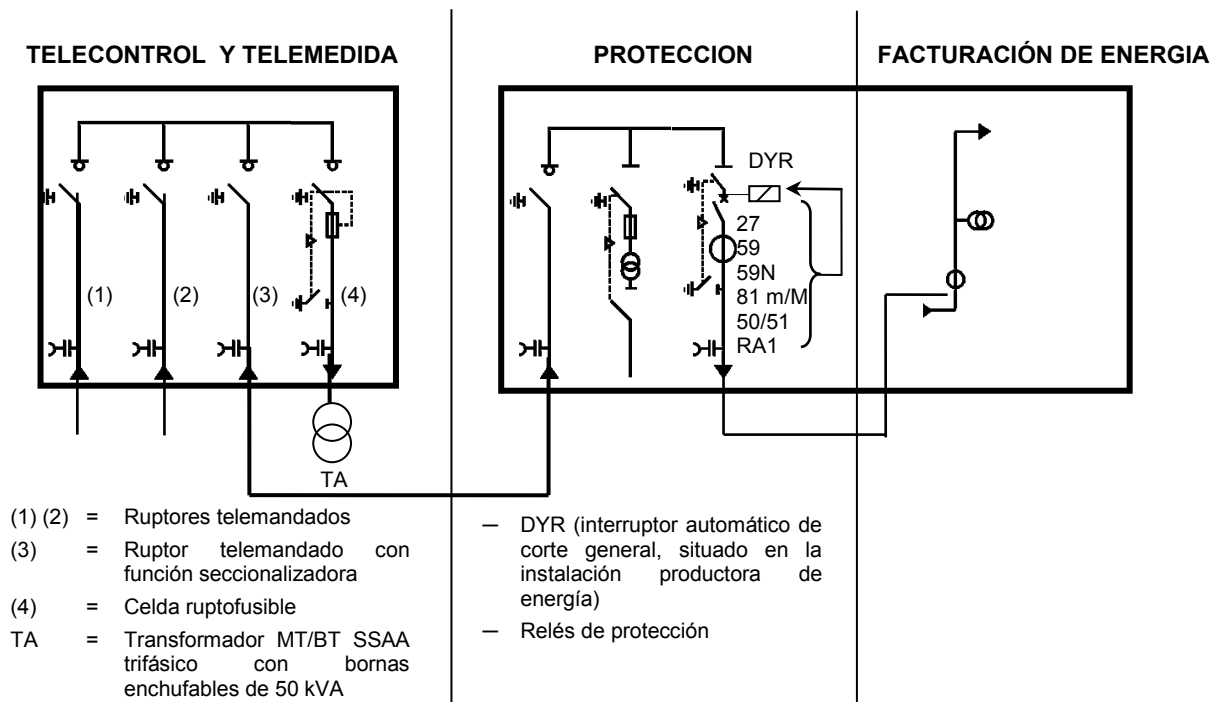 TELECONTROL Y TELEMEDIDA
PROTECCION
FACTURACIÓN DE ENERGIA
(1)
(2)
(3)
(4)
TA
DYR
27
59
59N
81 m/M
50/51
RA1
(1) (2) = Ruptores telemandados
(3) = Ruptor telemandado con
función seccionalizadora
(4) = Celda ruptofusible
TA = Transformador MT/BT SSAA
trifásico con bornas
enchufables de 50 kVA
─ DYR (interruptor automático de
corte general, situado en la
instalación productora de
energía)
─ Relés de protección